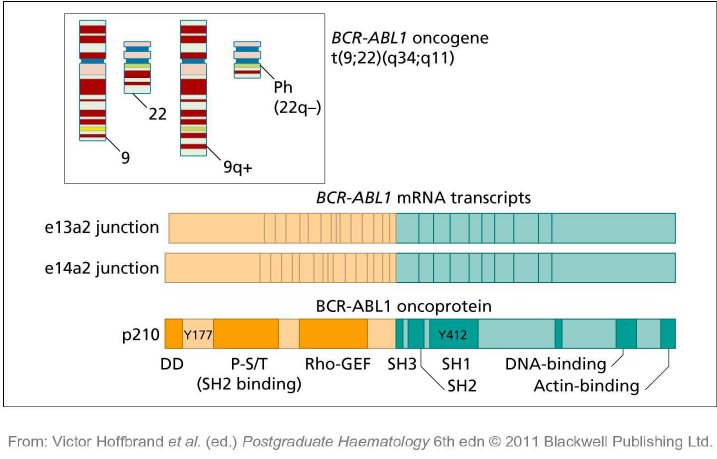 BCR-ABL1 oncogene
t(9;22)(q34;q11)
Ph
(22q–)
22
9
9q+
BCR-ABL1 mRNA transcripts
e13a2 junction
e14a2 junction
BCR-ABL1 oncoprotein
p210
Y177
Y412
DD
P-S/T
(SH2 binding)
Rho-GEF
SH3
SH1
SH2
DNA-binding
Actin-binding
From: Victor Hoffbrand et al. (ed.) Postgraduate Haematology 6th edn © 2011 Blackwell Publishing Ltd.